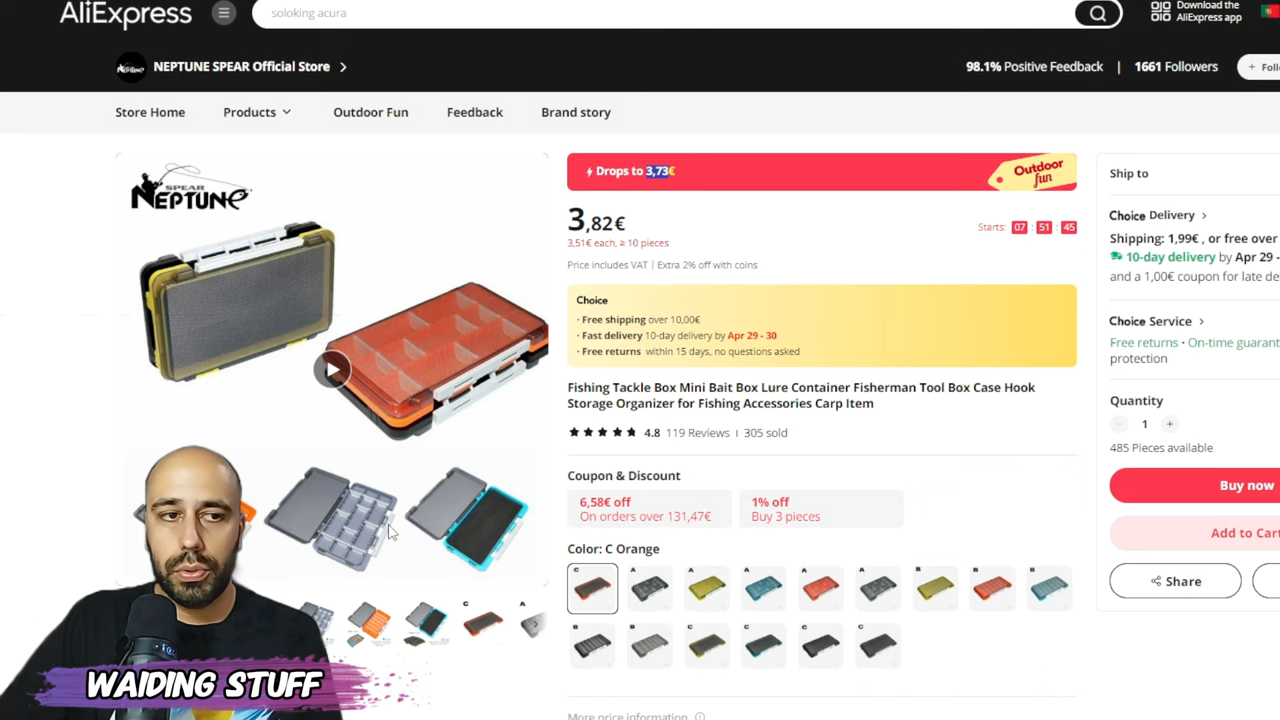 AliExpress
soloking acura
Download the
AliExpress app
NEPTUNE SPEAR Official Store
98.1% Positive Feedback | 1661 Followers
+ Foll
Store Home
Products
Outdoor Fun
Feedback
Brand story
SPEAR
NEPTUNE
Drops to 3,73€
Outdoor
fun
3,82€
Starts: 07 : 51 : 45
3,51€ each, ≥ 10 pieces
Price includes VAT | Extra 2% off with coins
Choice
· Free shipping over 10,00€
· Fast delivery 10-day delivery by Apr 29 - 30
· Free returns within 15 days, no questions asked
Fishing Tackle Box Mini Bait Box Lure Container Fisherman Tool Box Case Hook
Storage Organizer for Fishing Accessories Carp Item
4.8 119 Reviews | 305 sold
Coupon & Discount
6,58€ off
On orders over 131,47€
1% off
Buy 3 pieces
Color: C Orange
C A A A A A B B B
B B C C C C
More price information
Ship to
Choice Delivery
Shipping: 1,99€ , or free over
10-day delivery by Apr 29 -
and a 1,00€ coupon for late de
Choice Service
Free returns · On-time guarant
protection
Quantity
- 1 +
485 Pieces available
Buy now
Add to Cart
Share
C A
WAIDING STUFF